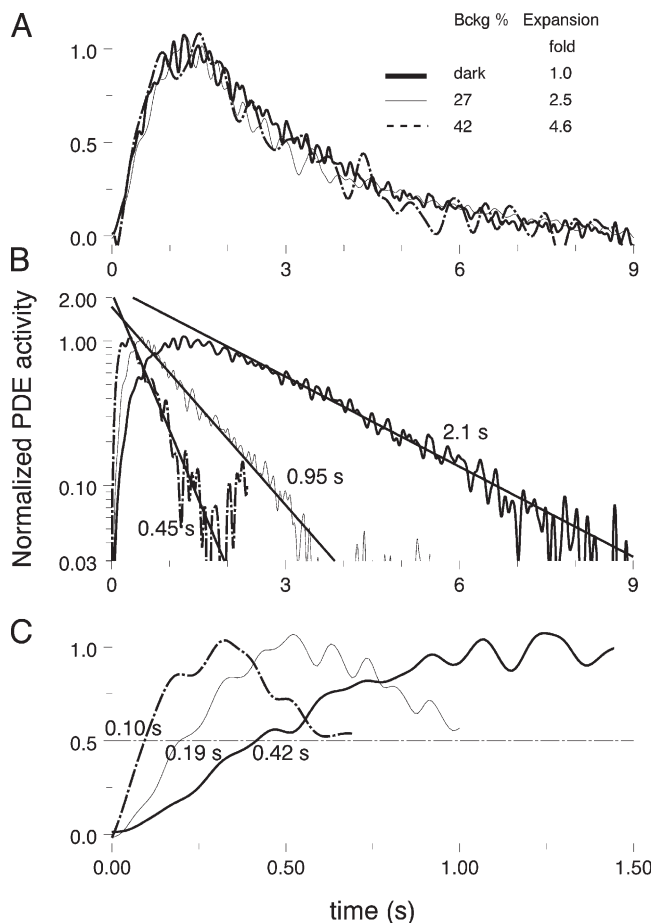 A
Bckg % Expansion
fold
dark 1.0
27 2.5
42 4.6
1.0
0.5
0.0
0 3 6 9
B
Normalized PDE activity
2.00
1.00
0.10
0.03
2.1 s
0.95 s
0.45 s
0 3 6 9
C
1.0
0.5
0.0
0.10 s
0.19 s 0.42 s
0.00 0.50 1.00 1.50
time (s)